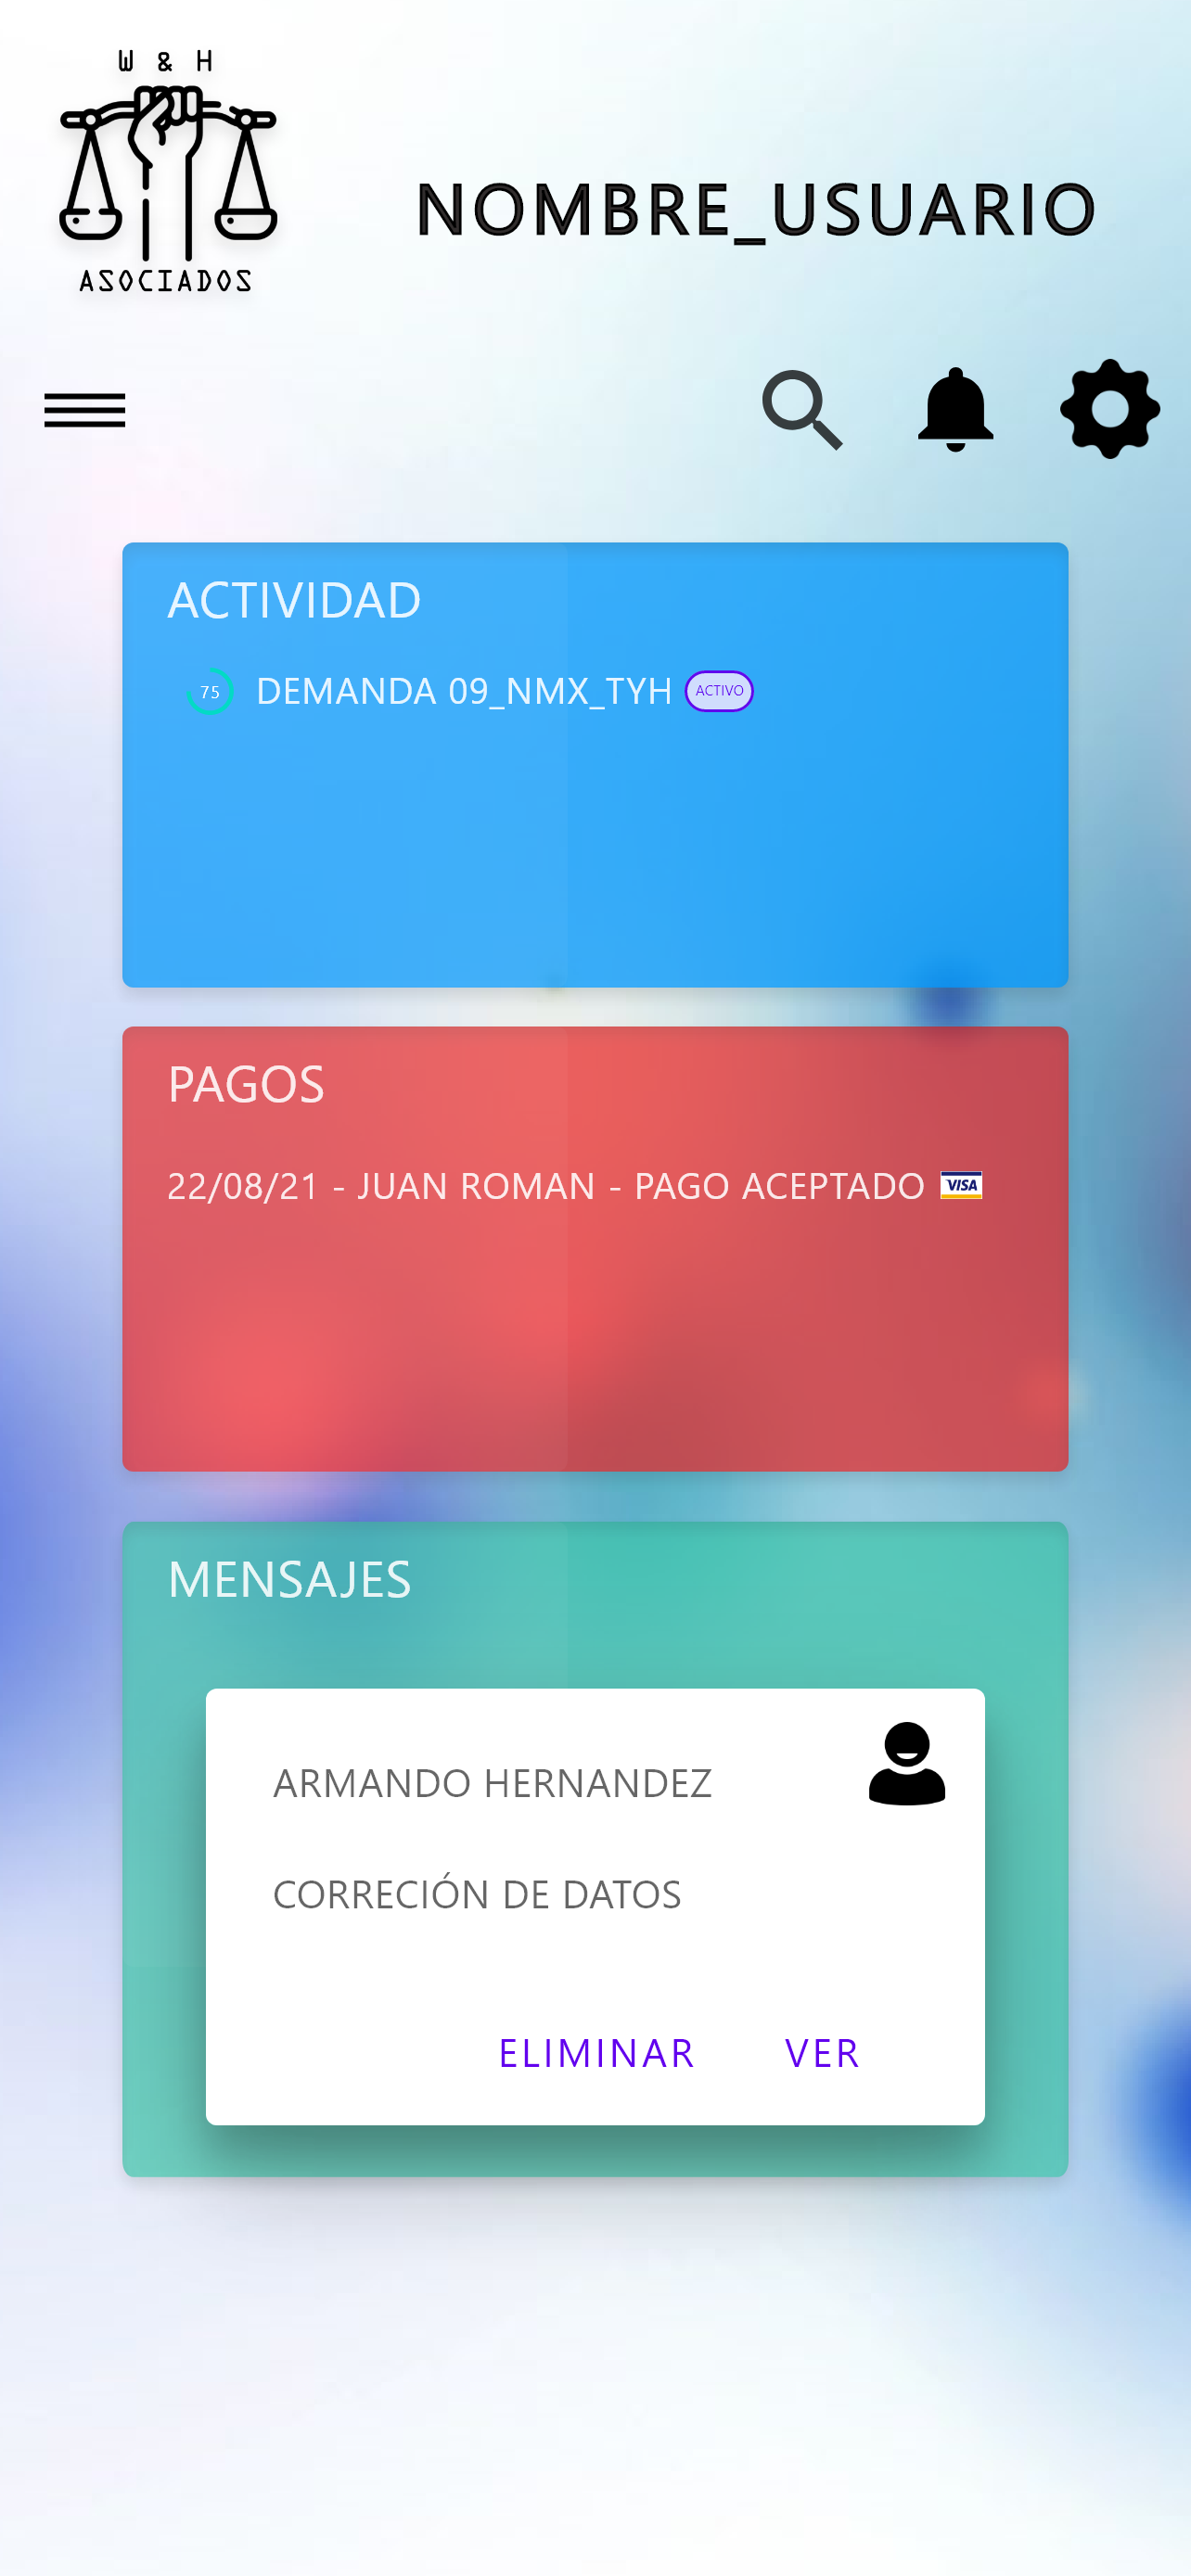 W & H
ASOCIADOS
NOMBRE_USUARIO
ACTIVIDAD
75 DEMANDA 09_NMX_TYH ACTIVO
PAGOS
22/08/21 - JUAN ROMAN - PAGO ACEPTADO VISA
MENSAJES
ARMANDO HERNANDEZ
CORRECIÓN DE DATOS
ELIMINAR VER